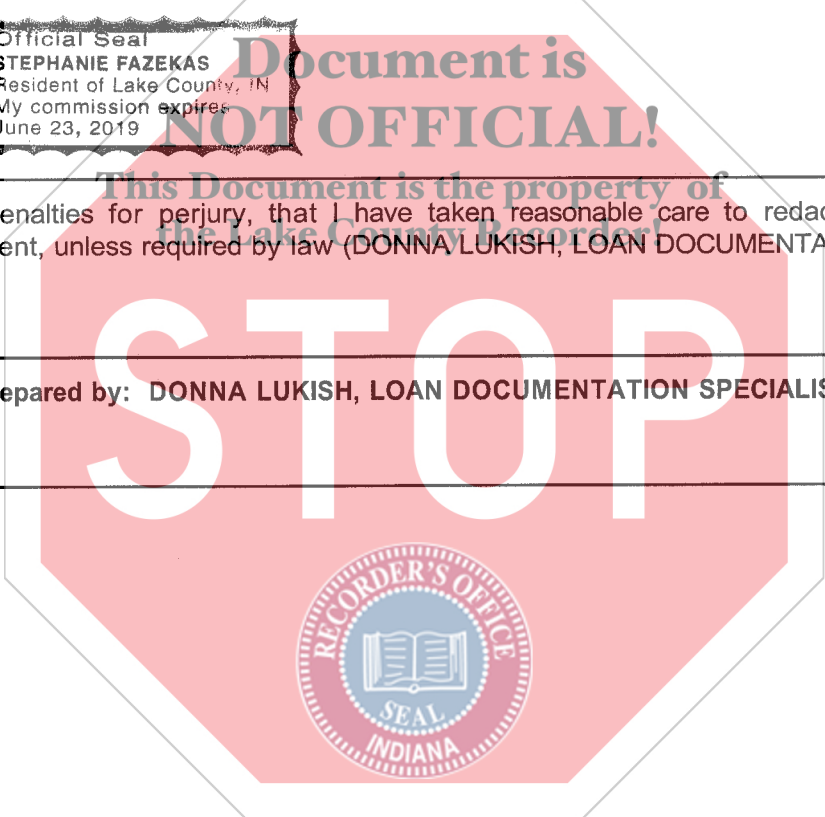 Official Seal
STEPHANIE FAZEKAS
Resident of Lake County, IN
My commission expires
June 23, 2019
Document is
NOT OFFICIAL!
This Document is the property of
the Lake County Recorder!
enalties for perjury, that I have taken reasonable care to redac
ent, unless required by law (DONNA LUKISH, LOAN DOCUMENTA
STOP
epared by: DONNA LUKISH, LOAN DOCUMENTATION SPECIALIS
RECORDER'S OFFICE
SEAL
INDIANA